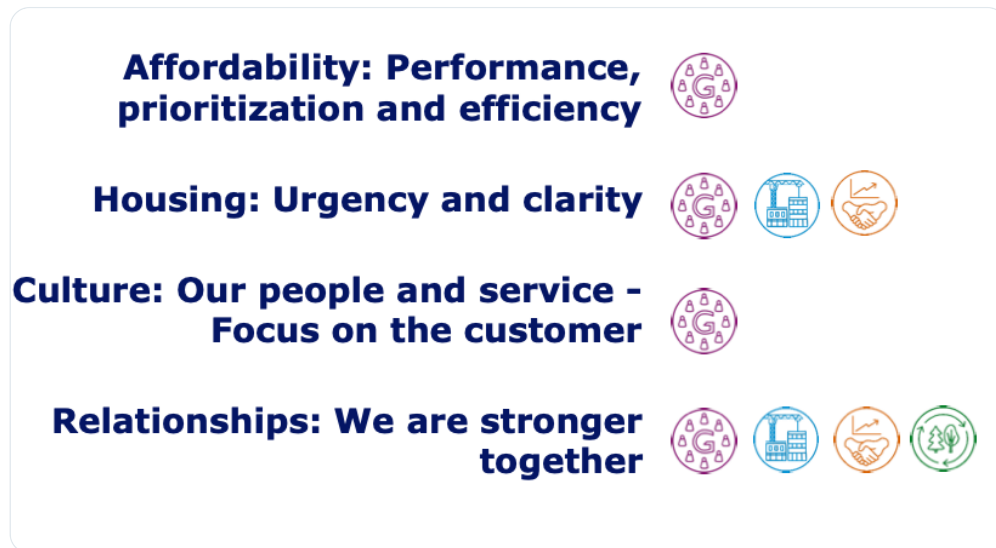 Affordability: Performance,
prioritization and efficiency
G
Housing: Urgency and clarity
G
Culture: Our people and service -
Focus on the customer
G
Relationships: We are stronger
together
G